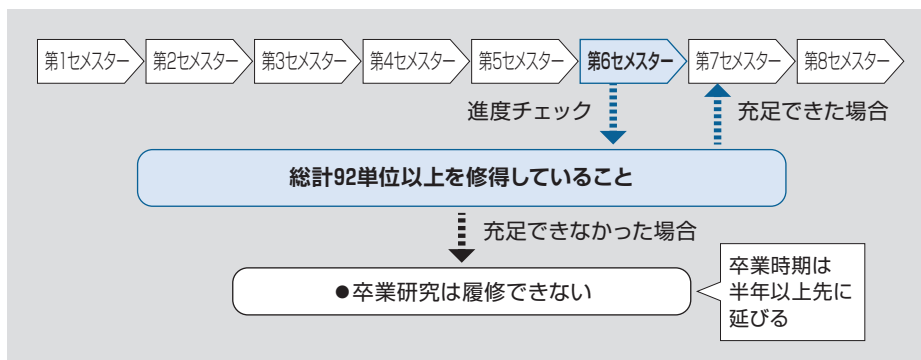 第1セメスター 第2セメスター 第3セメスター 第4セメスター 第5セメスター 第6セメスター 第7セメスター 第8セメスター
進度チェック
充足できた場合
総計92単位以上を修得していること
充足できなかった場合
●卒業研究は履修できない
卒業時期は
半年以上先に
延びる